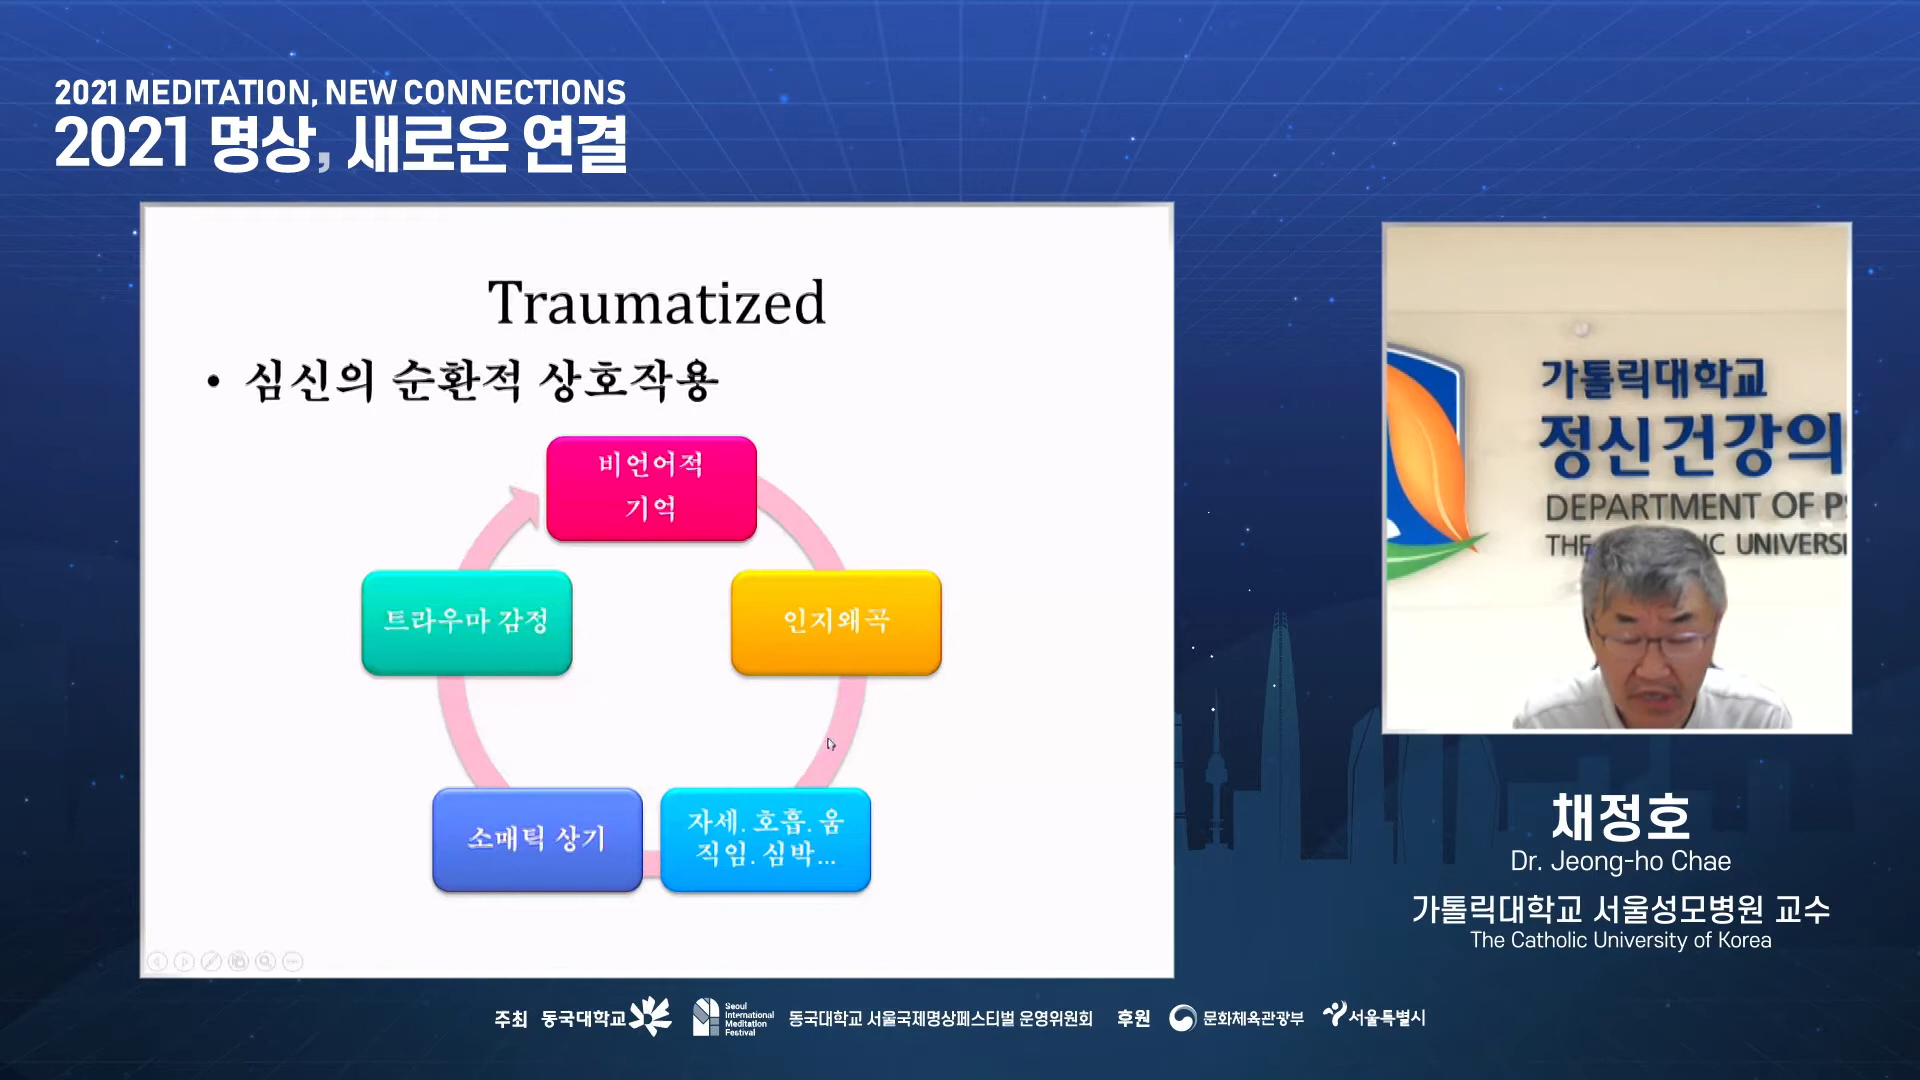 2021 MEDITATION, NEW CONNECTIONS
2021 명상, 새로운 연결
Traumatized
• 심신의 순환적 상호작용
비언어적
기억
트라우마 감정
인지왜곡
소매틱 상기
자세. 호흡. 움
직임. 심박...
가톨릭대학교
정신건강의
DEPARTMENT OF PS
THE IC UNIVERSI
채정호
Dr. Jeong-ho Chae
가톨릭대학교 서울성모병원 교수
The Catholic University of Korea
주최 동국대학교
Seoul
International
Meditation
Festival
동국대학교 서울국제명상페스티벌 운영위원회
후원 문화체육관광부 서울특별시